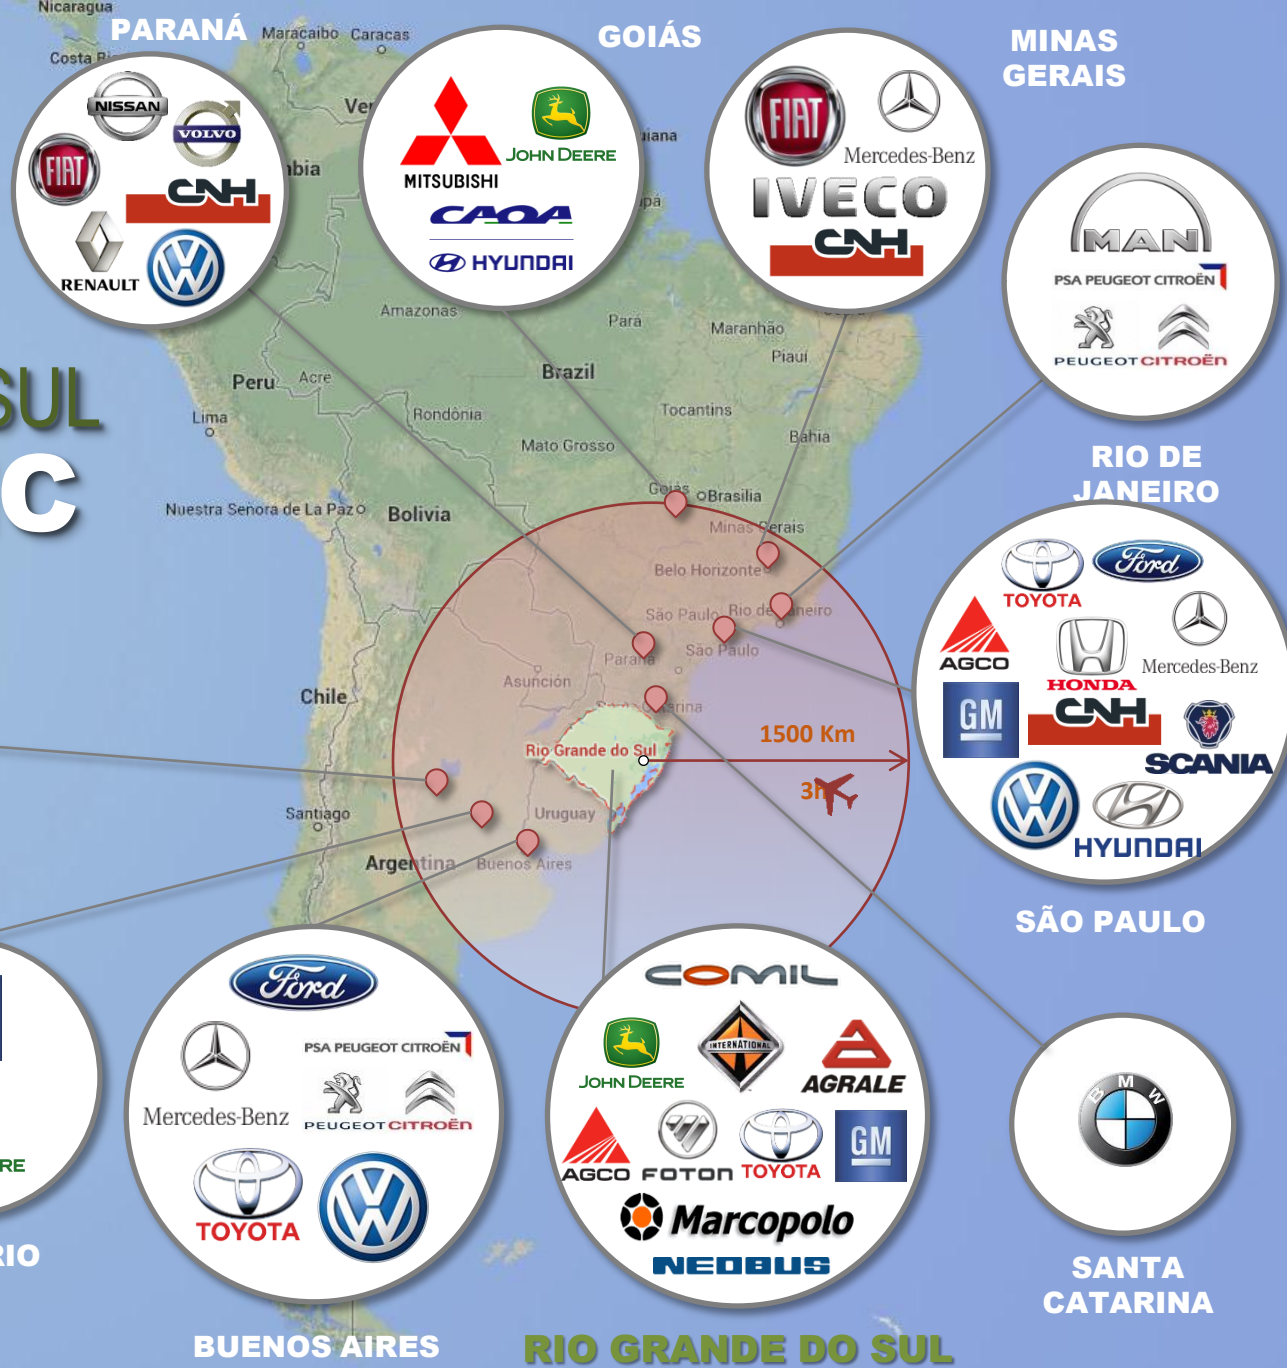 Nicaragua
PARANÁ
Maracaibo
Caracas
GOIÁS
MINAS
GERAIS
NISSAN
VOLVO
FIAT
CNH
RENAULT
MITSUBISHI
JOHN DEERE
CAOA
HYUNDAI
FIAT
Mercedes-Benz
IVECO
CNH
MAN
PSA PEUGEOT CITROËN
PEUGEOT
CITROËN
RIO DE
JANEIRO
Amazonas
Pará
Maranhão
Piauí
Peru
Acre
Brazil
Lima
Rondônia
Tocantins
Mato Grosso
Bahia
SUL
C
Goiás
Brasilia
Nuestra Señora de La Paz
Bolivia
Minas Gerais
Belo Horizonte
São Paulo
Rio de Janeiro
São Paulo
Paraná
Asunción
Santa Catarina
Chile
Rio Grande do Sul
1500 Km
3h
Santiago
Uruguay
Argentina
Buenos Aires
TOYOTA
Ford
AGCO
HONDA
Mercedes-Benz
GM
CNH
SCANIA
HYUNDAI
SÃO PAULO
Ford
Mercedes-Benz
PSA PEUGEOT CITROËN
PEUGEOT
CITROËN
TOYOTA
BUENOS AIRES
COMIL
JOHN DEERE
INTERNATIONAL
AGRALE
AGCO
FOTON
TOYOTA
GM
Marcopolo
NEOBUS
RIO GRANDE DO SUL
BMW
SANTA
CATARINA
RE
RIO